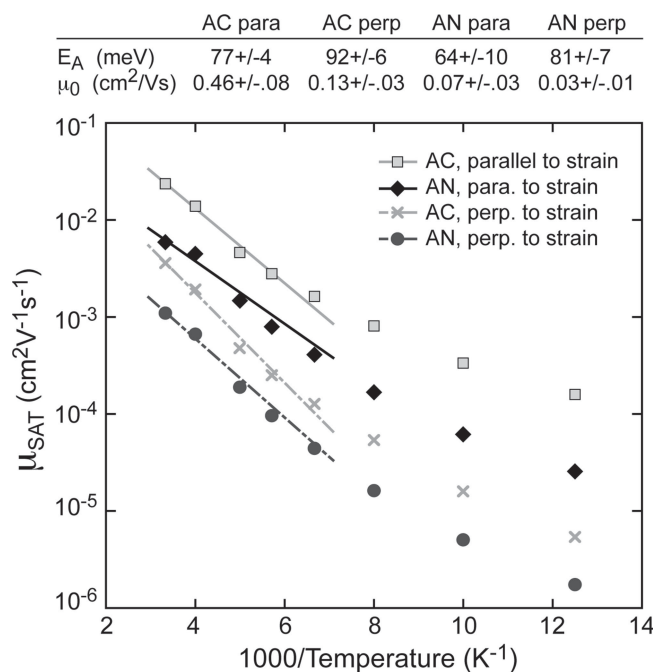 AC para AC perp AN para AN perp
E_A (meV) 77+/-4 92+/-6 64+/-10 81+/-7
μ_0 (cm²/Vs) 0.46+/-.08 0.13+/-.03 0.07+/-.03 0.03+/-.01
10⁻¹
10⁻²
10⁻³
10⁻⁴
10⁻⁵
10⁻⁶
μ_SAT (cm²V⁻¹s⁻¹)
AC, parallel to strain
AN, para. to strain
AC, perp. to strain
AN, perp. to strain
2 4 6 8 10 12 14
1000/Temperature (K⁻¹)